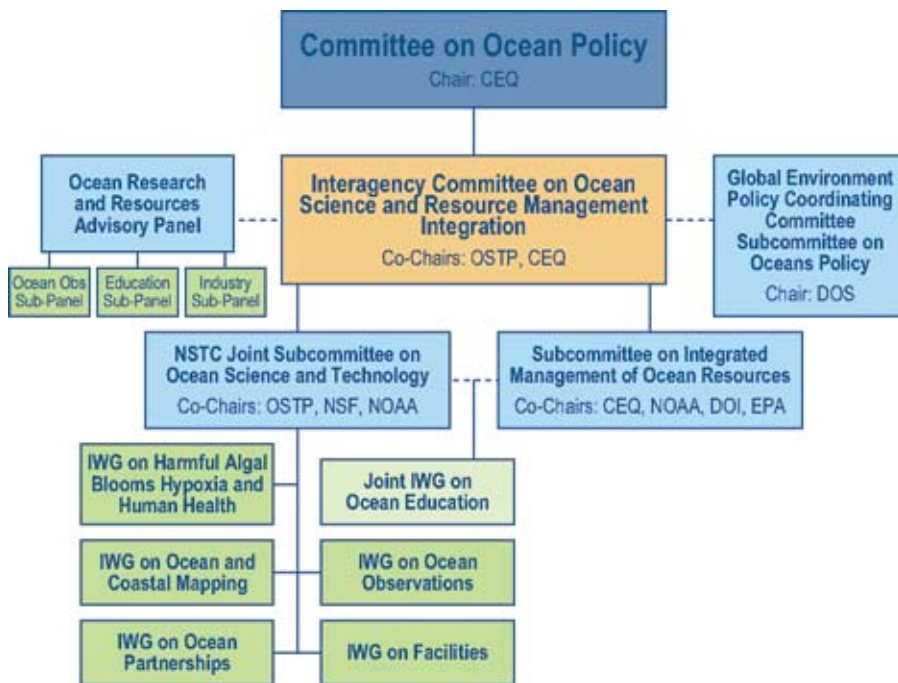 Committee on Ocean Policy
Chair: CEQ
Ocean Research
and Resources
Advisory Panel
Ocean Obs
Sub-Panel
Education
Sub-Panel
Industry
Sub-Panel
Interagency Committee on Ocean
Science and Resource Management
Integration
Co-Chairs: OSTP, CEQ
Global Environment
Policy Coordinating
Committee
Subcommittee on
Oceans Policy
Chair: DOS
NSTC Joint Subcommittee on
Ocean Science and Technology
Co-Chairs: OSTP, NSF, NOAA
Subcommittee on Integrated
Management of Ocean Resources
Co-Chairs: CEQ, NOAA, DOI, EPA
IWG on Harmful Algal
Blooms Hypoxia and
Human Health
Joint IWG on
Ocean Education
IWG on Ocean and
Coastal Mapping
IWG on Ocean
Observations
IWG on Ocean
Partnerships
IWG on Facilities